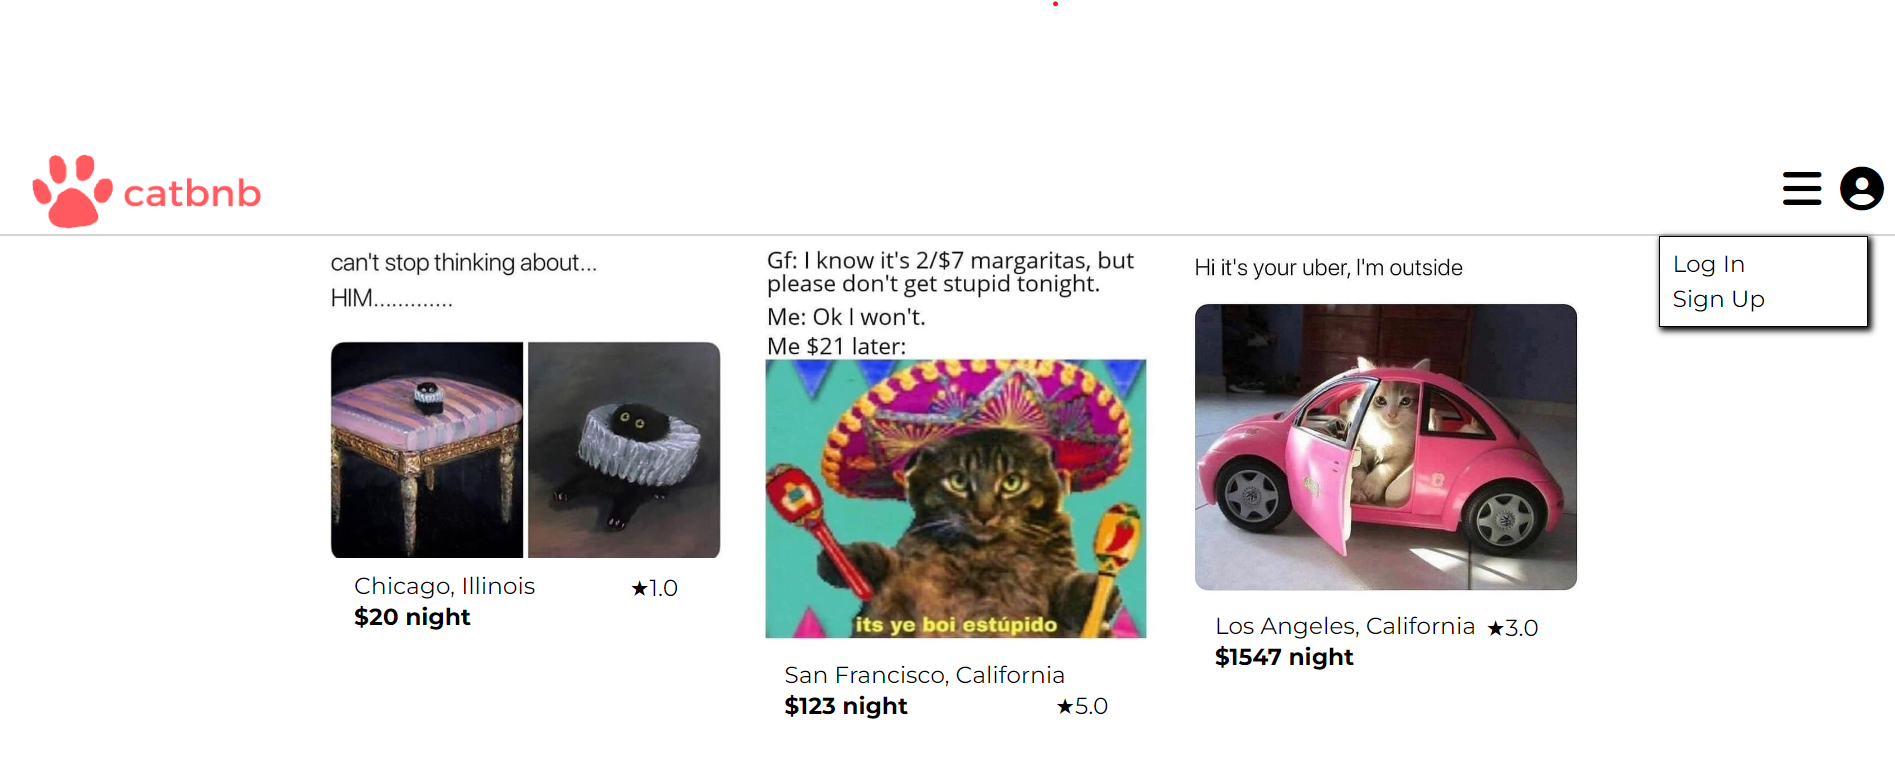 catbnb
Log In
Sign Up
can't stop thinking about...
HIM.............
Chicago, Illinois ★1.0
$20 night
Gf: I know it's 2/$7 margaritas, but
please don't get stupid tonight.
Me: Ok I won't.
Me $21 later:
its ye boi estúpido
San Francisco, California
$123 night ★5.0
Hi it's your uber, I'm outside
Los Angeles, California ★3.0
$1547 night